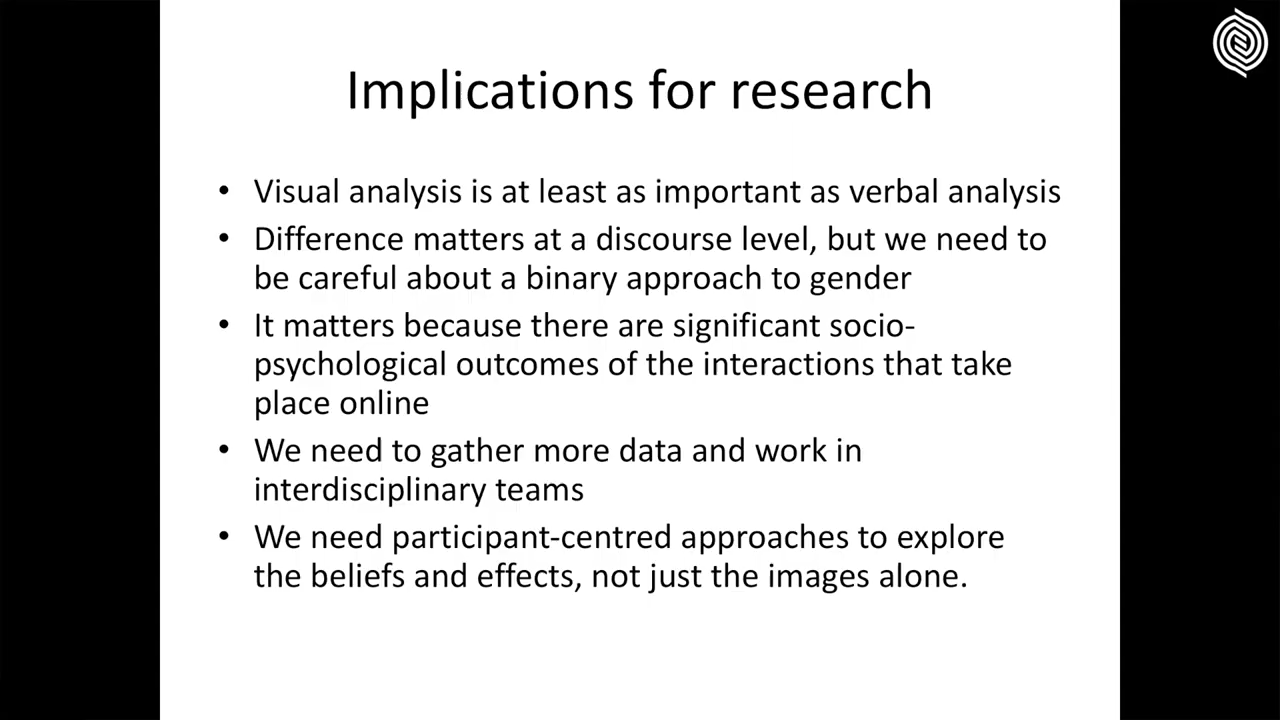 Implications for research
• Visual analysis is at least as important as verbal analysis
• Difference matters at a discourse level, but we need to
be careful about a binary approach to gender
• It matters because there are significant socio-
psychological outcomes of the interactions that take
place online
• We need to gather more data and work in
interdisciplinary teams
• We need participant-centred approaches to explore
the beliefs and effects, not just the images alone.